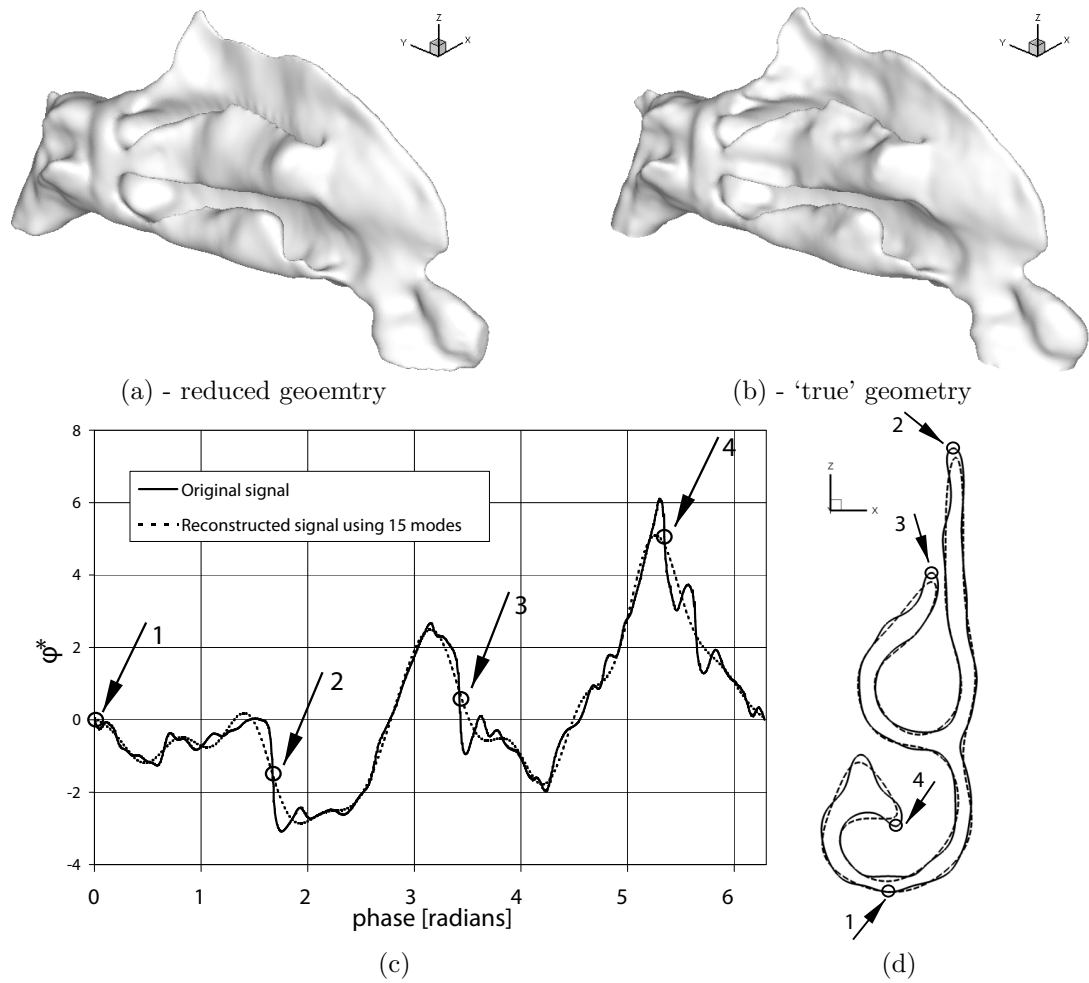 Z
Y
X
Z
Y
X
(a) - reduced geoemtry
(b) - ‘true’ geometry
8
6
4
2
0
-2
-4
φ*
Original signal
Reconstructed signal using 15 modes
1
2
3
4
0
1
2
3
4
5
6
phase [radians]
(c)
2
Z
X
3
4
1
(d)